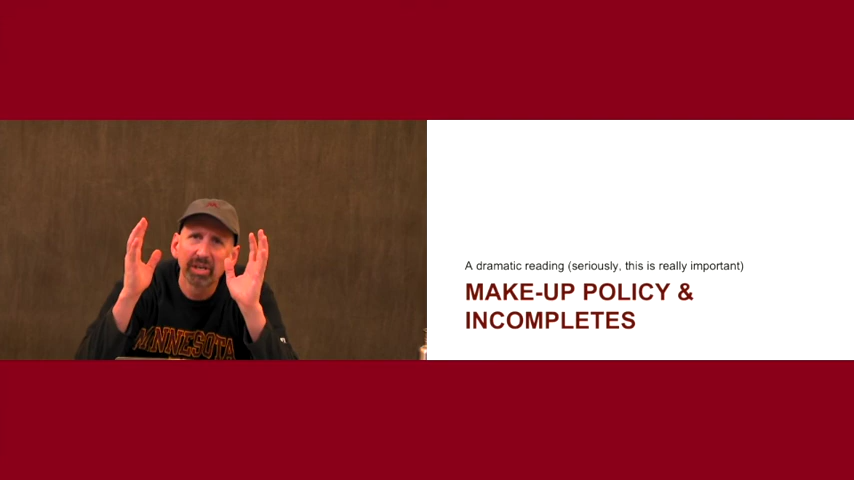 MINNESOTA
A dramatic reading (seriously, this is really important)
MAKE-UP POLICY &
INCOMPLETES